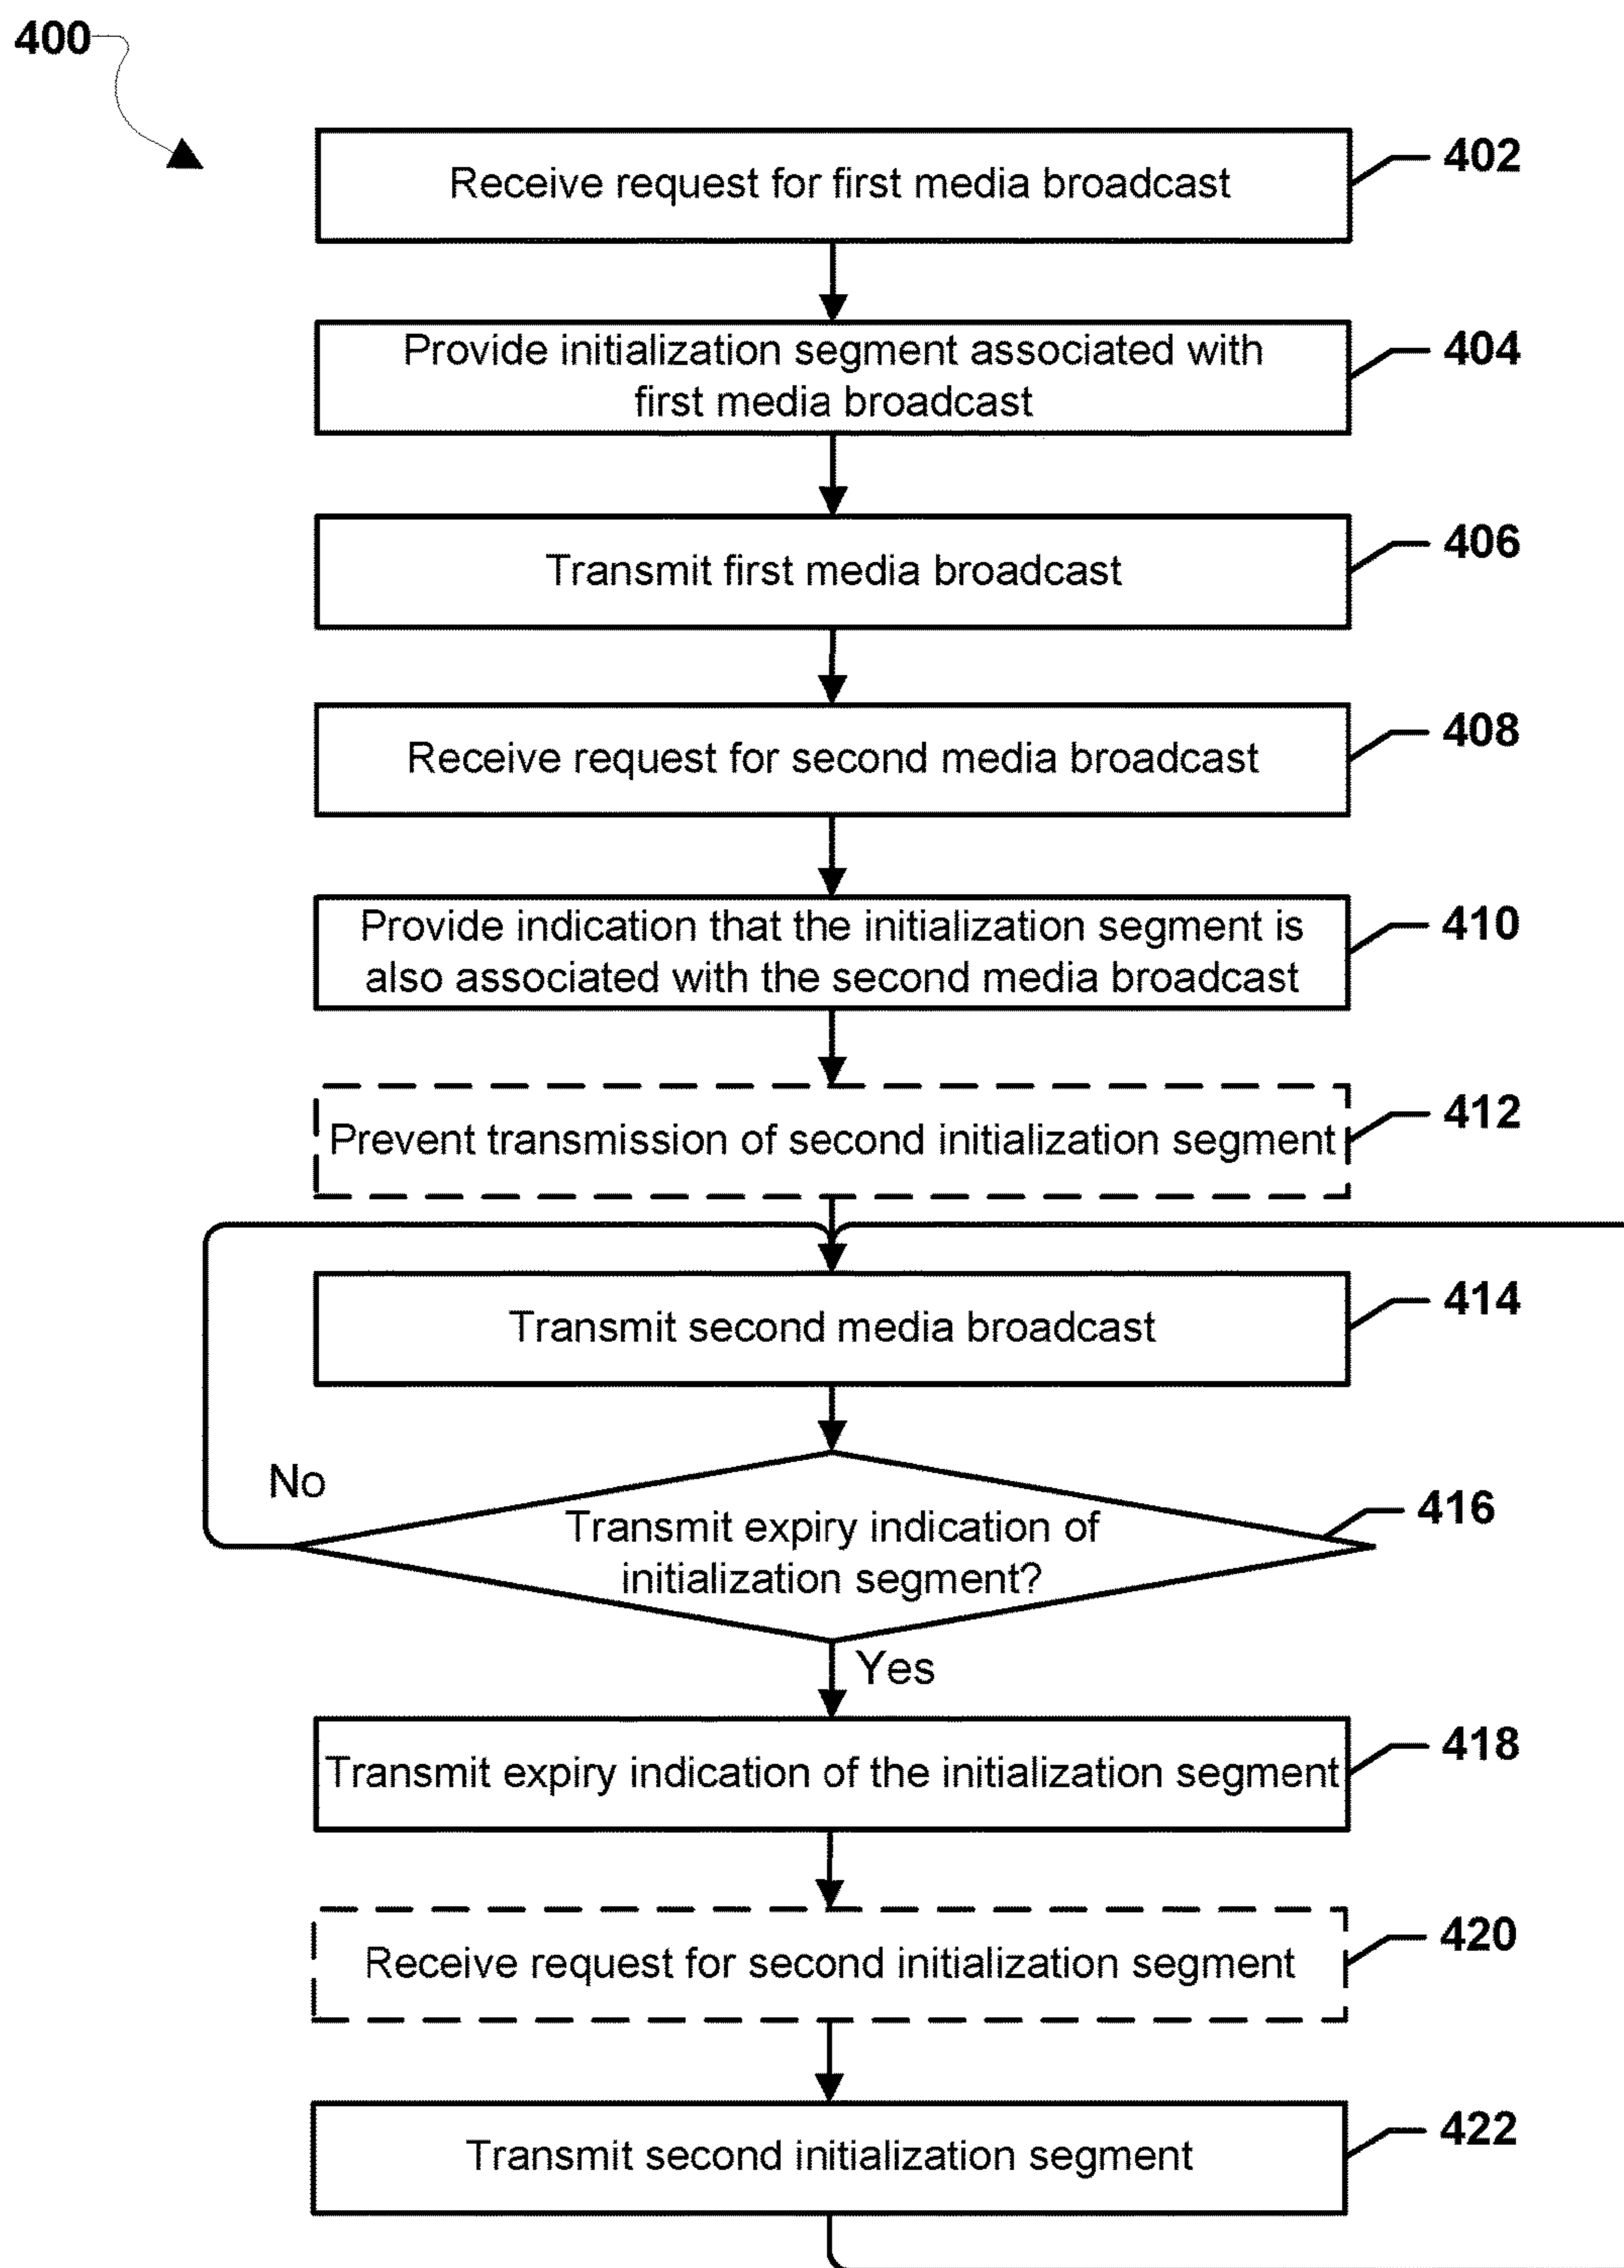 400
Receive request for first media broadcast
402
Provide initialization segment associated with
first media broadcast
404
Transmit first media broadcast
406
Receive request for second media broadcast
408
Provide indication that the initialization segment is
also associated with the second media broadcast
410
Prevent transmission of second initialization segment
412
Transmit second media broadcast
414
No
Transmit expiry indication of
initialization segment?
416
Yes
Transmit expiry indication of the initialization segment
418
Receive request for second initialization segment
420
Transmit second initialization segment
422